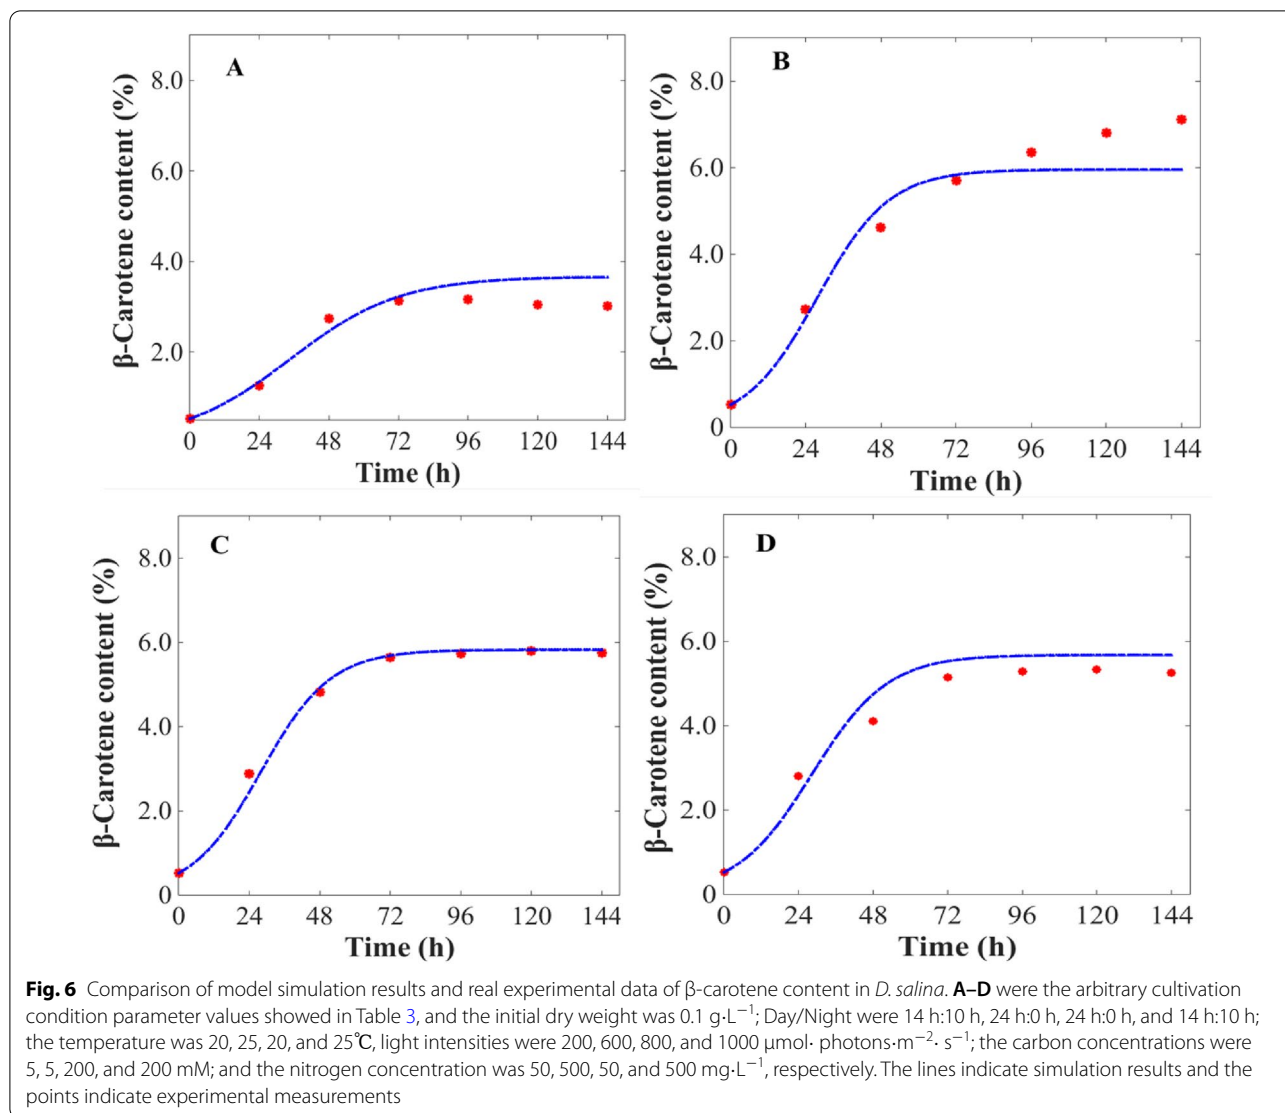 A
8.0
6.0
4.0
2.0
β-Carotene content (%)
0 24 48 72 96 120 144
Time (h)
B
8.0
6.0
4.0
2.0
0
β-Carotene content (%)
0 24 48 72 96 120 144
Time (h)
C
8.0
6.0
4.0
2.0
0
β-Carotene content (%)
0 24 48 72 96 120 144
Time (h)
D
8.0
6.0
4.0
2.0
0
β-Carotene content (%)
0 24 48 72 96 120 144
Time (h)
Fig. 6 Comparison of model simulation results and real experimental data of β-carotene content in D. salina. A–D were the arbitrary cultivation
condition parameter values showed in Table 3, and the initial dry weight was 0.1 g·L⁻¹; Day/Night were 14 h:10 h, 24 h:0 h, 24 h:0 h, and 14 h:10 h;
the temperature was 20, 25, 20, and 25℃, light intensities were 200, 600, 800, and 1000 μmol· photons·m⁻²· s⁻¹; the carbon concentrations were
5, 5, 200, and 200 mM; and the nitrogen concentration was 50, 500, 50, and 500 mg·L⁻¹, respectively. The lines indicate simulation results and the
points indicate experimental measurements